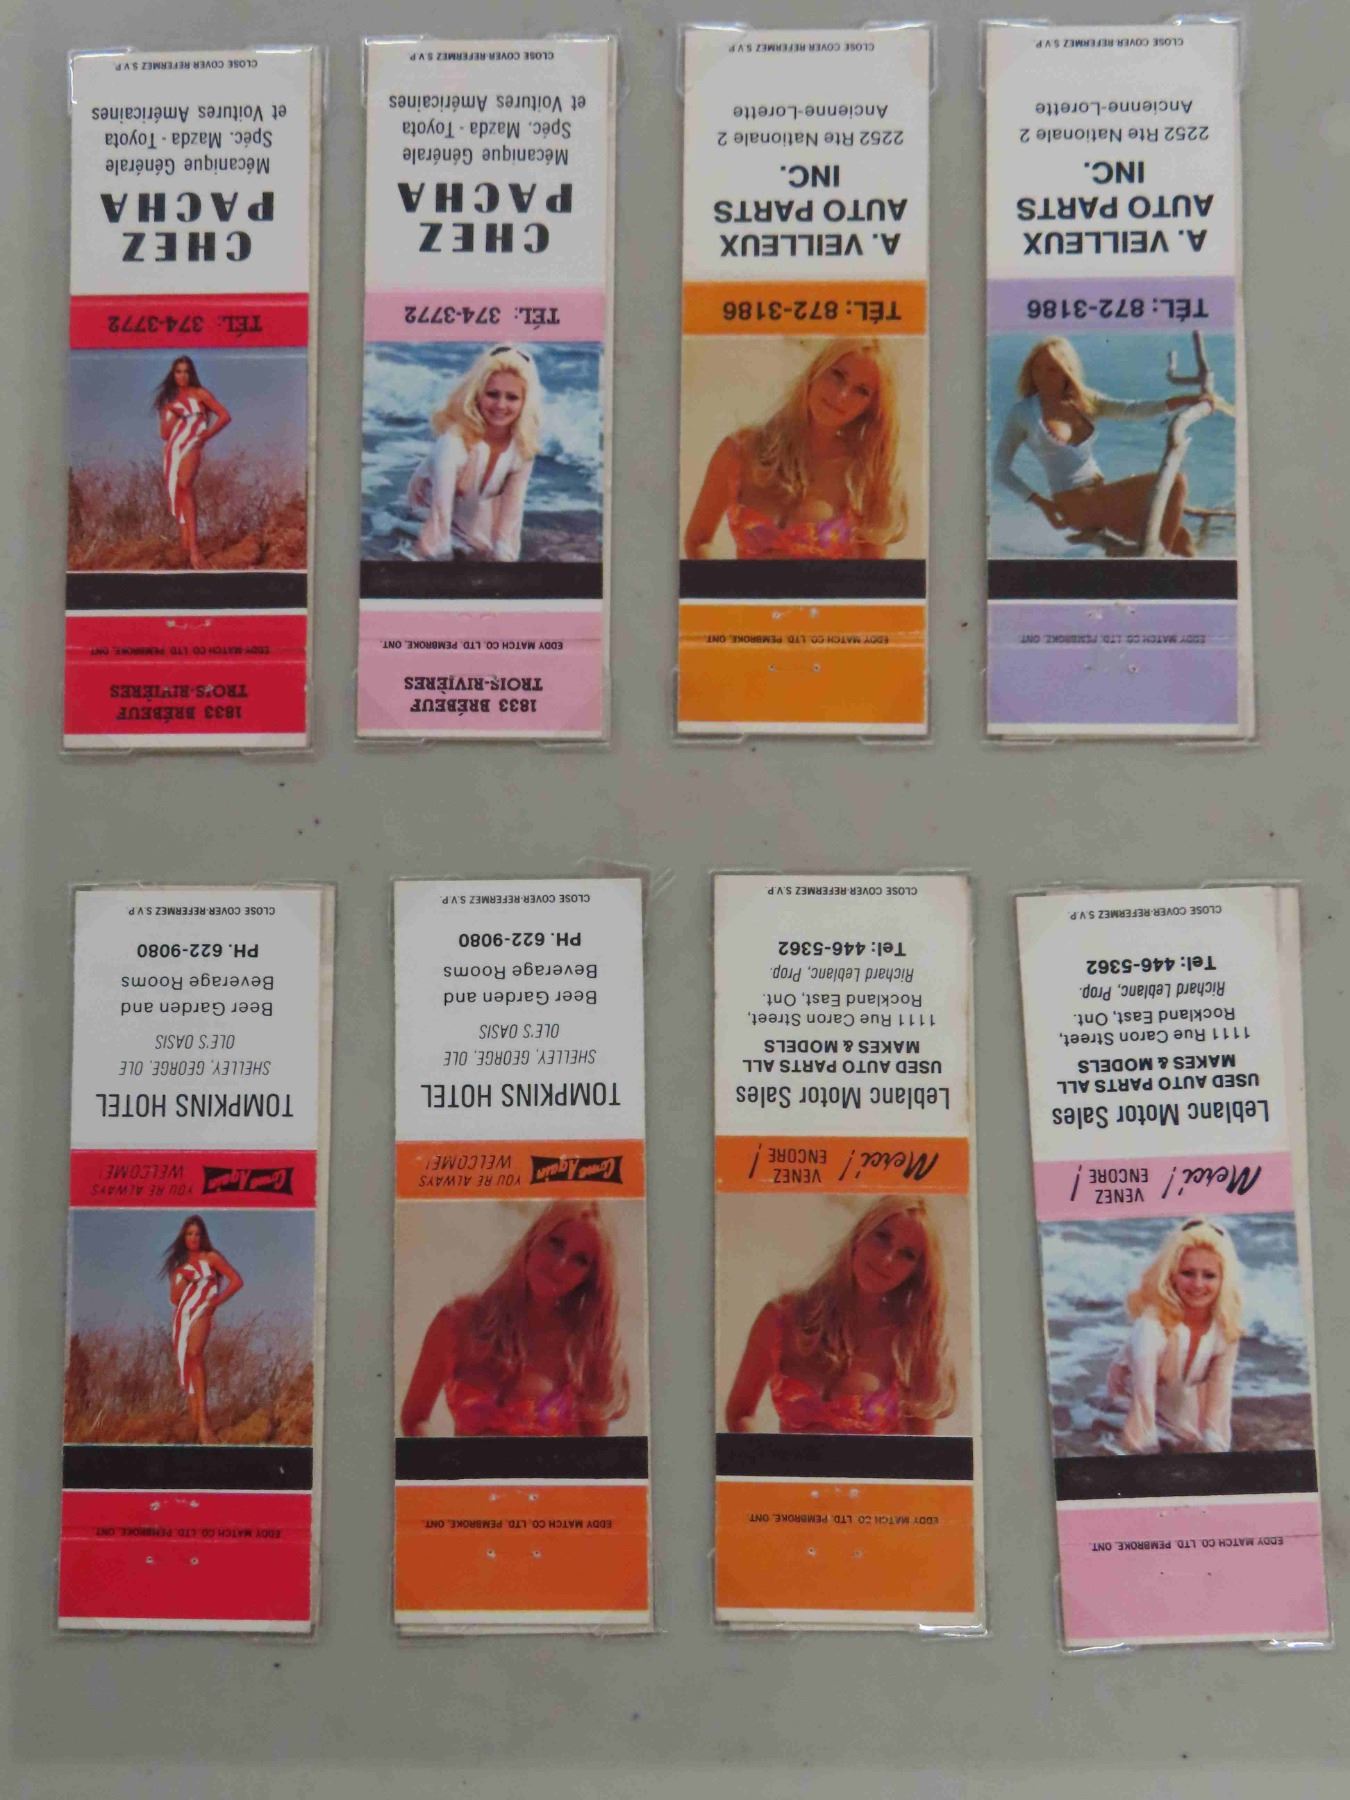 CLOSE COVER-REFERMEZ S.V.P.
et Voitures Américaines
Spéc. Mazda - Toyota
Mécanique Générale
PACHA
CHEZ
TÉL: 374-3772
EDDY MATCH CO. LTD. PEMBROKE, ONT.
TROIS-RIVIÈRES
1833 BRÉBEUF
CLOSE COVER-REFERMEZ S.V.P.
et Voitures Américaines
Spéc. Mazda - Toyota
Mécanique Générale
PACHA
CHEZ
TÉL: 374-3772
EDDY MATCH CO. LTD. PEMBROKE, ONT.
TROIS-RIVIÈRES
1833 BRÉBEUF
CLOSE COVER-REFERMEZ S.V.P.
Ancienne-Lorette
2252 Rte Nationale 2
INC.
AUTO PARTS
A. VEILLEUX
TÉL: 872-3186
EDDY MATCH CO. LTD. PEMBROKE, ONT.
CLOSE COVER-REFERMEZ S.V.P.
Ancienne-Lorette
2252 Rte Nationale 2
INC.
AUTO PARTS
A. VEILLEUX
TÉL: 872-3186
EDDY MATCH CO. LTD. PEMBROKE, ONT.
CLOSE COVER-REFERMEZ S.V.P.
PH. 622-9080
Beverage Rooms
Beer Garden and
OLE'S OASIS
SHELLEY, GEORGE, OLE
TOMPKINS HOTEL
Come Again
YOU'RE ALWAYS
WELCOME!
EDDY MATCH CO. LTD. PEMBROKE, ONT.
CLOSE COVER-REFERMEZ S.V.P.
PH. 622-9080
Beverage Rooms
Beer Garden and
OLE'S OASIS
SHELLEY, GEORGE, OLE
TOMPKINS HOTEL
Come Again
YOU'RE ALWAYS
WELCOME!
EDDY MATCH CO. LTD. PEMBROKE, ONT.
CLOSE COVER-REFERMEZ S.V.P.
Tel: 446-5362
Richard Leblanc, Prop.
Rockland East, Ont.
1111 Rue Caron Street,
MAKES & MODELS
USED AUTO PARTS ALL
Leblanc Motor Sales
Merci!
VENEZ
ENCORE!
EDDY MATCH CO. LTD. PEMBROKE, ONT.
CLOSE COVER-REFERMEZ S.V.P.
Tel: 446-5362
Richard Leblanc, Prop.
Rockland East, Ont.
1111 Rue Caron Street,
MAKES & MODELS
USED AUTO PARTS ALL
Leblanc Motor Sales
Merci!
VENEZ
ENCORE!
EDDY MATCH CO. LTD. PEMBROKE, ONT.